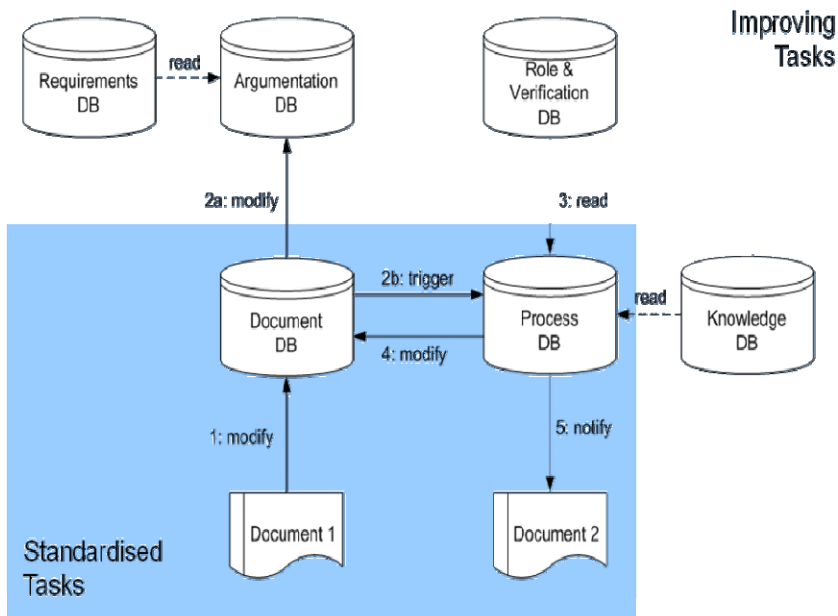 Improving
Tasks
Requirements
DB
read
Argumentation
DB
Role &
Verification
DB
2a: modify
3: read
Document
DB
2b: trigger
4: modify
Process
DB
read
Knowledge
DB
1: modify
5: notify
Document 1
Document 2
Standardised
Tasks